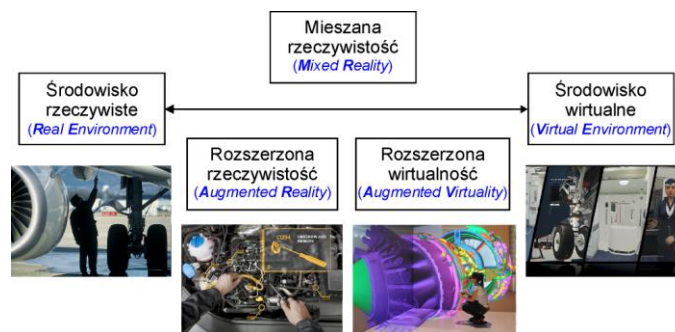 Mieszana
rzeczywistość
(Mixed Reality)
Środowisko
rzeczywiste
(Real Environment)
Środowisko
wirtualne
(Virtual Environment)
Rozszerzona
rzeczywistość
(Augmented Reality)
Rozszerzona
wirtualność
(Augmented Virtuality)